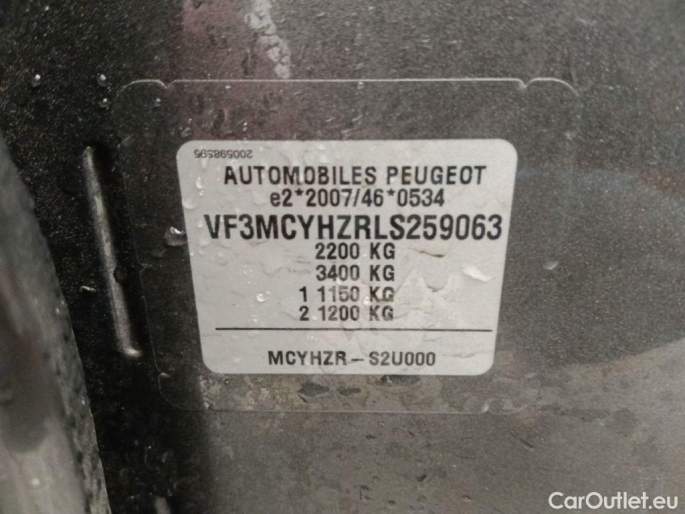 200598595
AUTOMOBILES PEUGEOT
e2*2007/46*0534
VF3MCYHZRLS259063
2200 KG
3400 KG
1 1150 KG
2 1200 KG
MCYHZR – S2U000
CarOutlet.eu